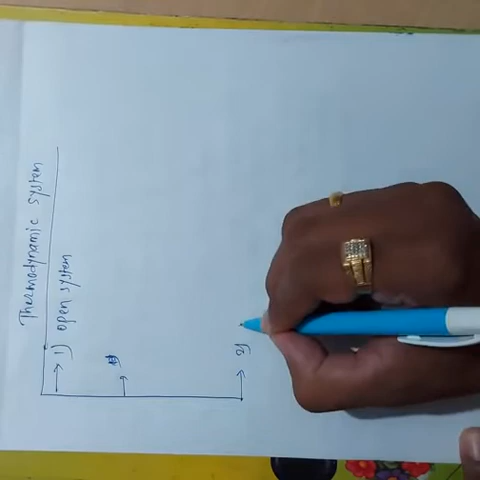 Thermodynamic system
1) open system
2)